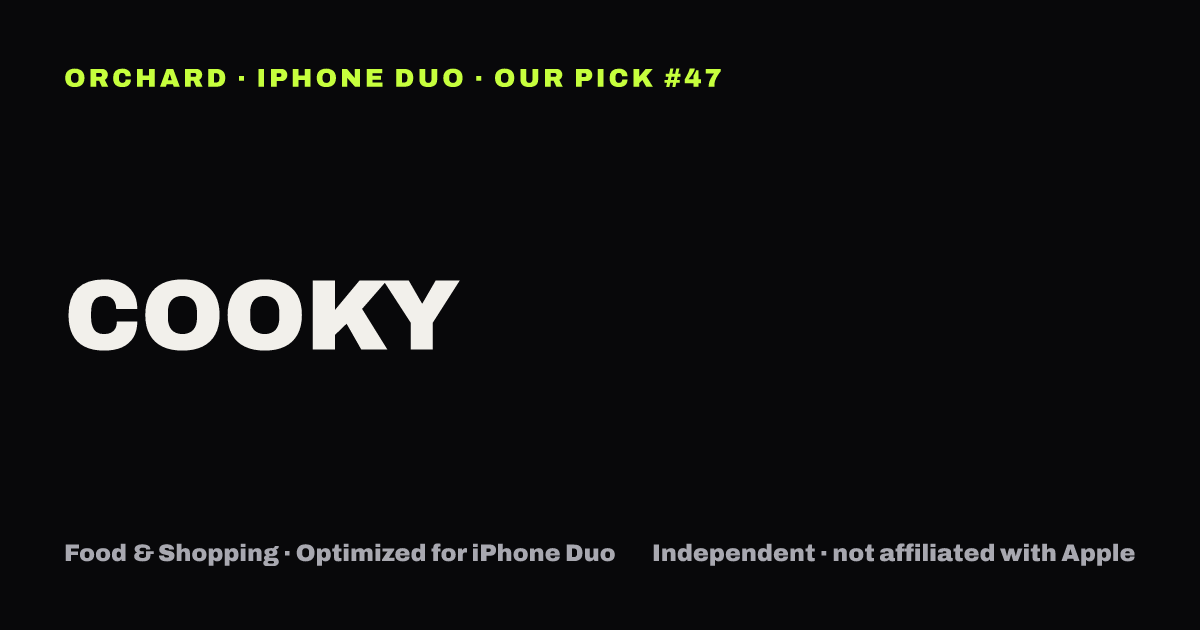 ORCHARD · IPHONE DUO · OUR PICK #47
COOKY
Food & Shopping · Optimized for iPhone Duo Independent · not affiliated with Apple